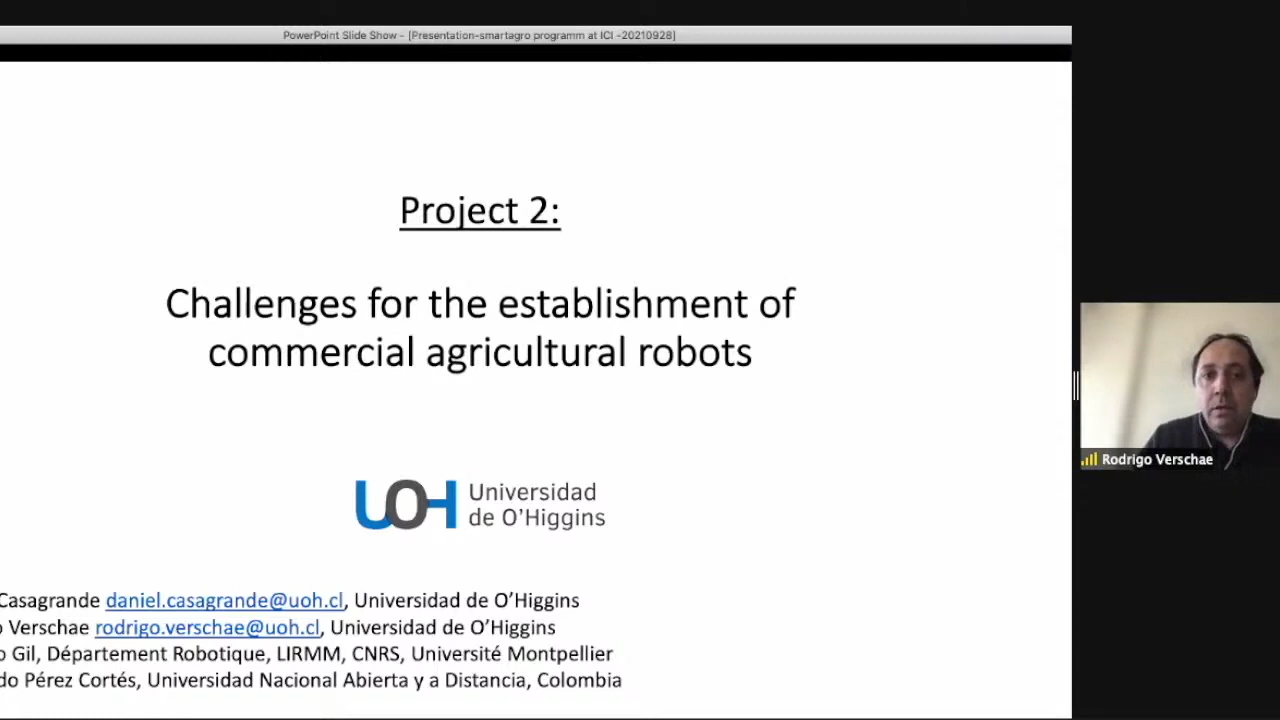 PowerPoint Slide Show - [Presentation-smartagro programm at ICI -20210928]
Project 2:
Challenges for the establishment of
commercial agricultural robots
UOH Universidad
de O'Higgins
Casagrande daniel.casagrande@uoh.cl, Universidad de O'Higgins
o Verschae rodrigo.verschae@uoh.cl, Universidad de O'Higgins
o Gil, Département Robotique, LIRMM, CNRS, Université Montpellier
do Pérez Cortés, Universidad Nacional Abierta y a Distancia, Colombia
Rodrigo Verschae